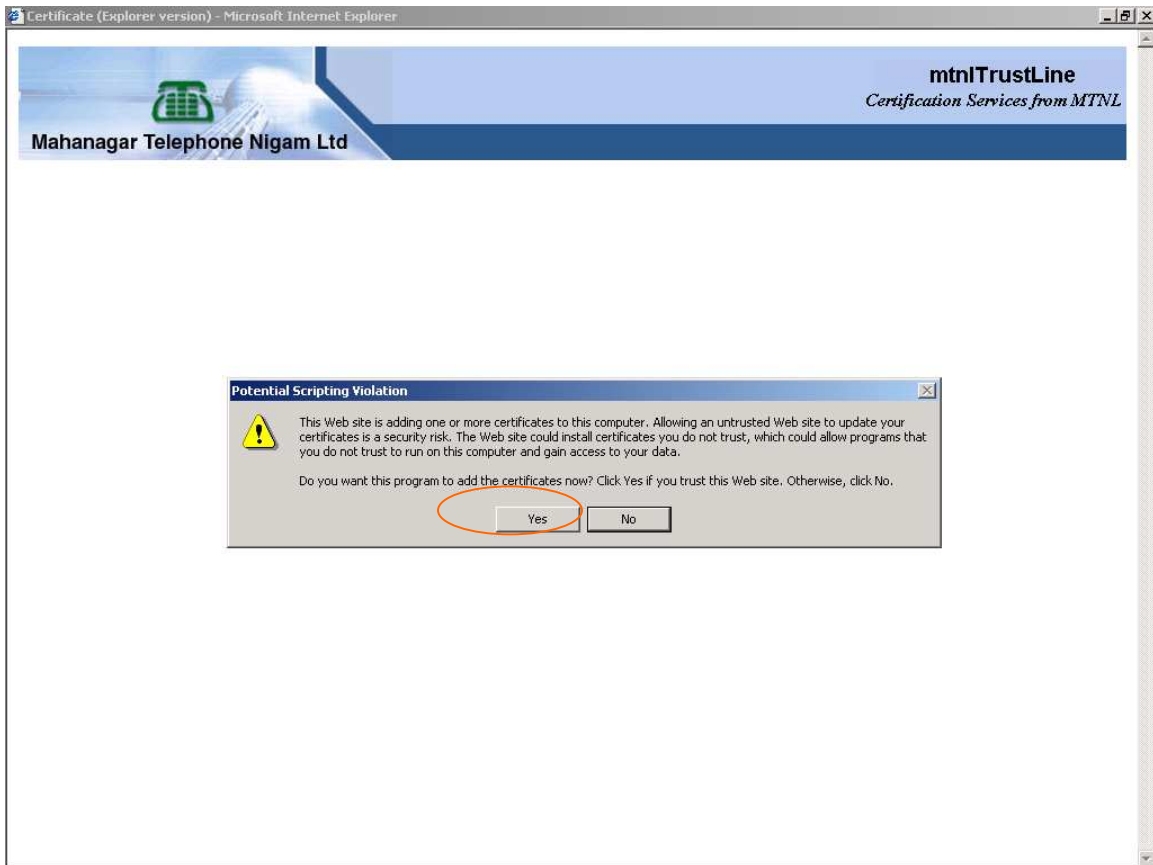 Certificate (Explorer version) - Microsoft Internet Explorer
mtnlTrustLine
Certification Services from MTNL
Mahanagar Telephone Nigam Ltd
Potential Scripting Violation
This Web site is adding one or more certificates to this computer. Allowing an untrusted Web site to update your
certificates is a security risk. The Web site could install certificates you do not trust, which could allow programs that
you do not trust to run on this computer and gain access to your data.
Do you want this program to add the certificates now? Click Yes if you trust this Web site. Otherwise, click No.
Yes No